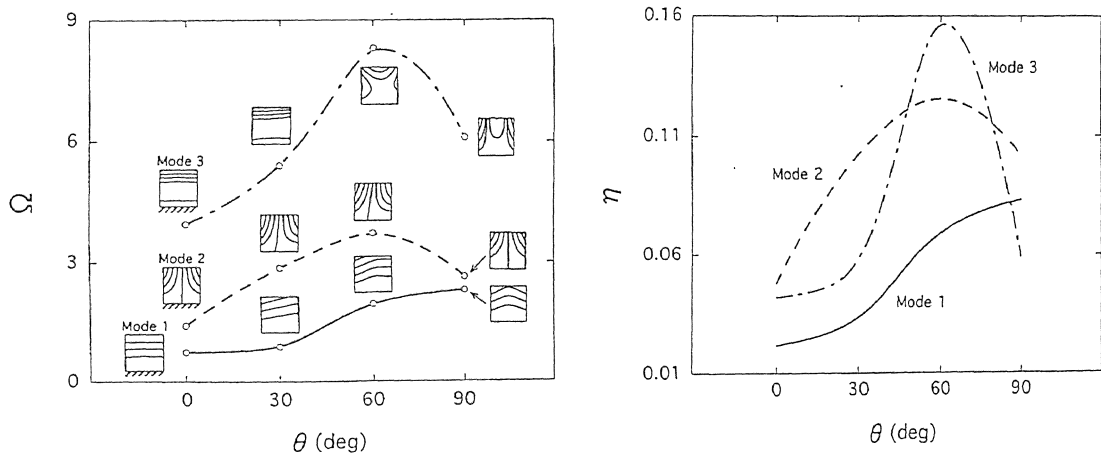 9
6
3
0
Ω
Mode 3
Mode 2
Mode 1
0 30 60 90
θ (deg)
0.16
0.11
0.06
0.01
η
Mode 3
Mode 2
Mode 1
0 30 60 90
θ (deg)